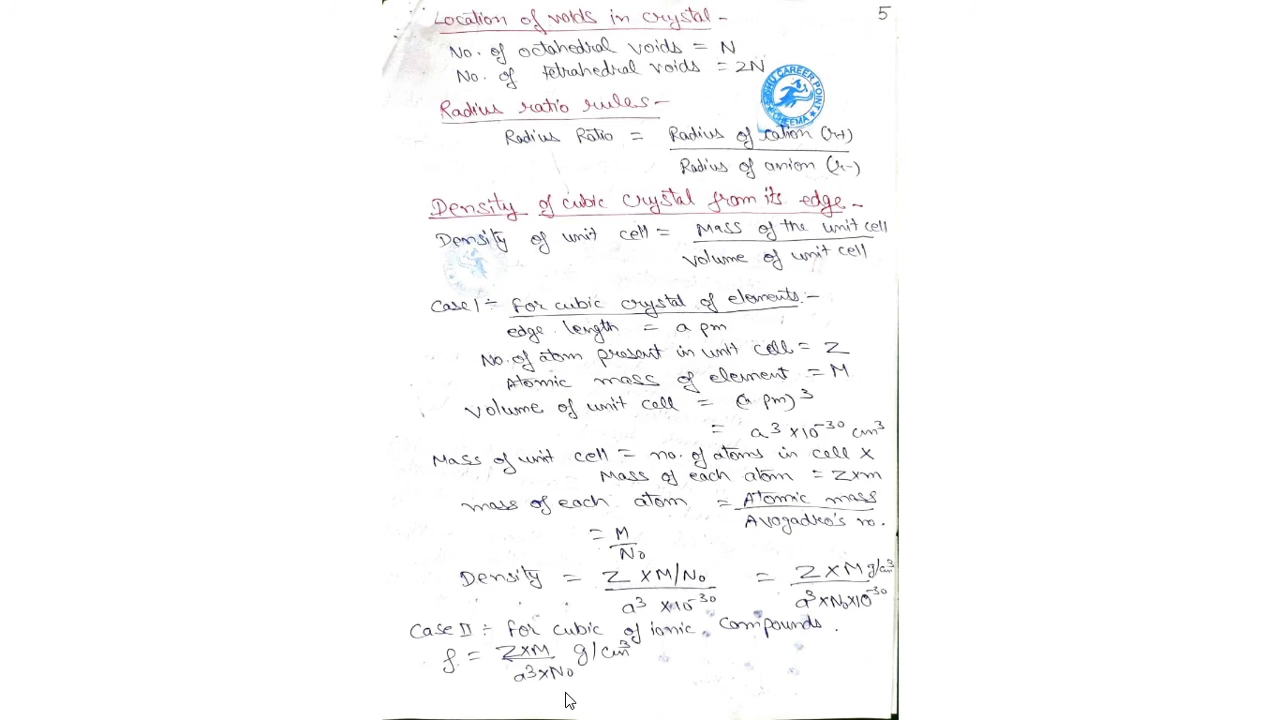 5
Location of voids in crystal -
No. of octahedral voids = N
No. of tetrahedral voids = 2N
CAREER POINT
CHEEMA
Radius ratio rules -
Radius Ratio = Radius of cation (r+)
Radius of anion (r-)
Density of cubic crystal from its edge -
Density of unit cell = Mass of the unit cell
volume of unit cell
Case I ÷ for cubic crystal of elements :-
edge length = a pm
No. of atom present in unit cell = Z
Atomic mass of element = M
Volume of unit cell = (a pm)³
= a³ × 10⁻³⁰ cm³
Mass of unit cell = no. of atoms in cell ×
Mass of each atom = Z×m
mass of each atom = Atomic mass
Avogadro's no.
= M
N₀
Density = Z × M/N₀ = Z × M g/cm³
a³ × 10⁻³⁰ a³×N₀×10⁻³⁰
Case II ÷ for cubic of ionic compounds.
ρ = Z×M g/cm³
a³×N₀